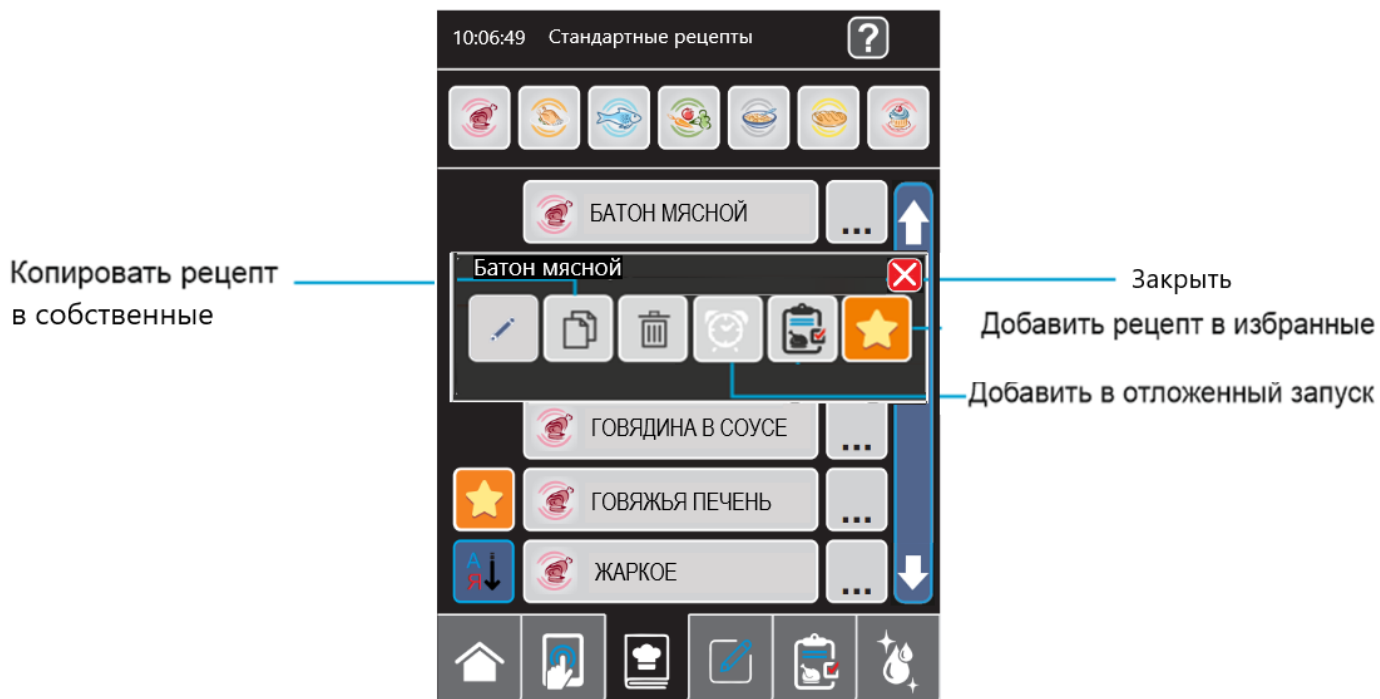 10:06:49 Стандартные рецепты ?
БАТОН МЯСНОЙ ...
Батон мясной
Копировать рецепт
в собственные
Закрыть
Добавить рецепт в избранные
Добавить в отложенный запуск
ГОВЯДИНА В СОУСЕ ...
ГОВЯЖЬЯ ПЕЧЕНЬ ...
А
Я
ЖАРКОЕ ...